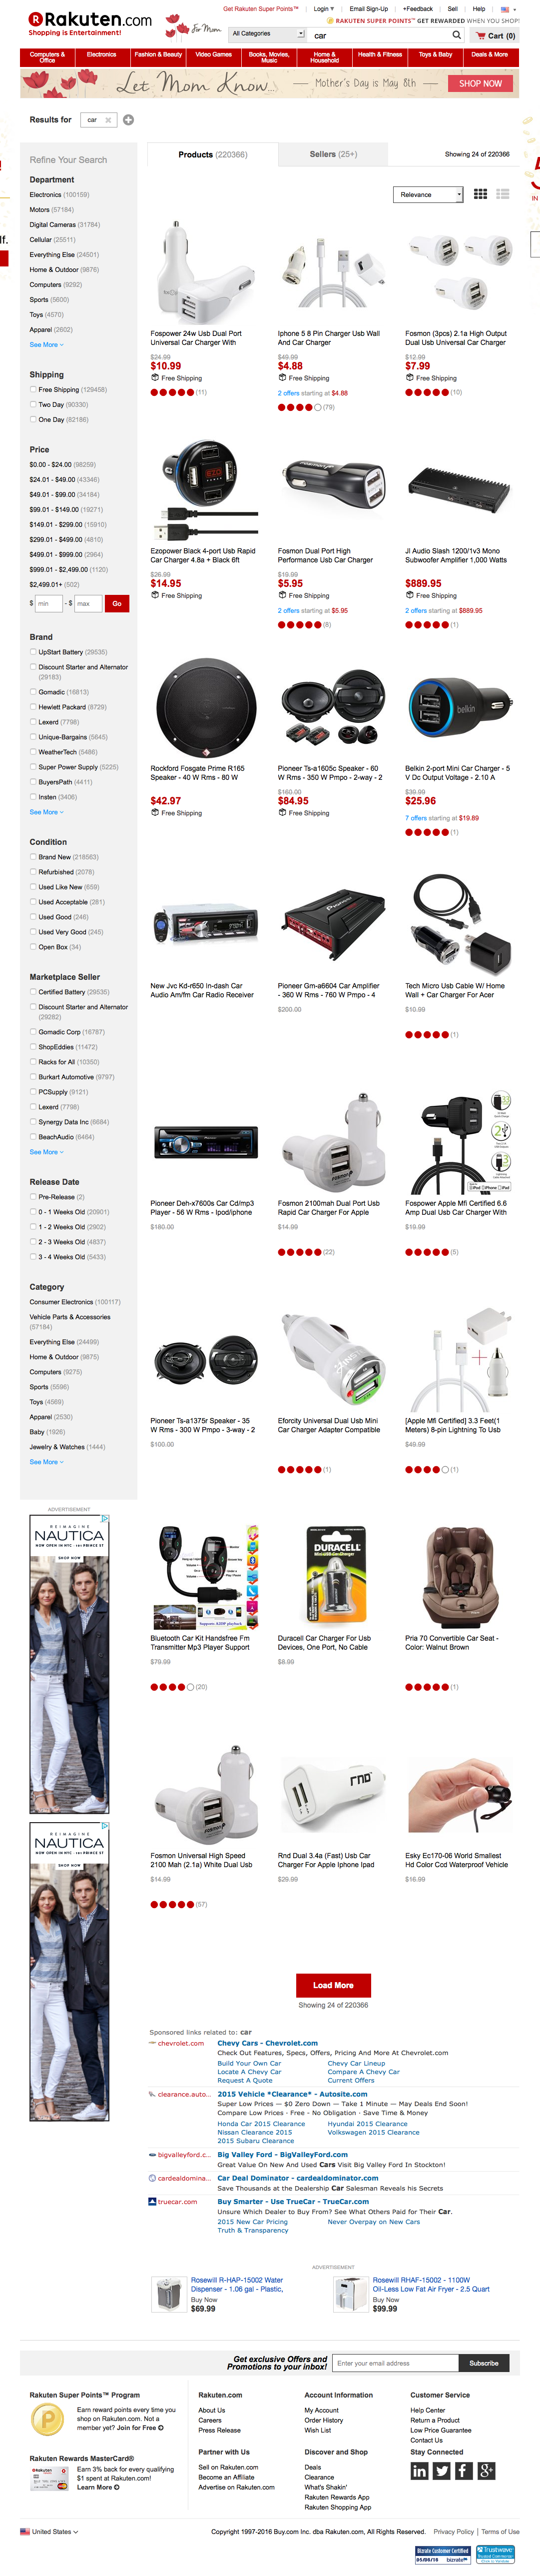 Get Rakuten Super Points™ | Login ▾ | Email Sign-Up | +Feedback | Sell | Help
Rakuten.com
Shopping is Entertainment!
For Mom
RAKUTEN SUPER POINTS™ GET REWARDED WHEN YOU SHOP!
All Categories
car
Cart (0)
Computers & Office
Electronics
Fashion & Beauty
Video Games
Books, Movies, Music
Home & Household
Health & Fitness
Toys & Baby
Deals & More
Let Mom Know...
Mother's Day is May 8th
SHOP NOW
Results for
car
Refine Your Search
Department
Electronics (100159)
Motors (57184)
Digital Cameras (31784)
Cellular (25511)
Everything Else (24501)
Home & Outdoor (9876)
Computers (9292)
Sports (5600)
Toys (4570)
Apparel (2602)
See More
Shipping
Free Shipping (129458)
Two Day (90330)
One Day (82186)
Price
$0.00 - $24.00 (98259)
$24.01 - $49.00 (43346)
$49.01 - $99.00 (34184)
$99.01 - $149.00 (19271)
$149.01 - $299.00 (15910)
$299.01 - $499.00 (4810)
$499.01 - $999.00 (2964)
$999.01 - $2,499.00 (1120)
$2,499.01+ (502)
$ min - $ max Go
Brand
UpStart Battery (29535)
Discount Starter and Alternator
(29183)
Gomadic (16813)
Hewlett Packard (8729)
Lexerd (7798)
Unique-Bargains (5645)
WeatherTech (5486)
Super Power Supply (5225)
BuyersPath (4411)
Insten (3406)
See More
Condition
Brand New (218563)
Refurbished (2078)
Used Like New (659)
Used Acceptable (281)
Used Good (246)
Used Very Good (245)
Open Box (34)
Marketplace Seller
Certified Battery (29535)
Discount Starter and Alternator
(29282)
Gomadic Corp (16787)
ShopEddies (11472)
Racks for All (10350)
Burkart Automotive (9797)
PCSupply (9121)
Lexerd (7798)
Synergy Data Inc (6684)
BeachAudio (6464)
See More
Release Date
Pre-Release (2)
0 - 1 Weeks Old (20901)
1 - 2 Weeks Old (2902)
2 - 3 Weeks Old (4837)
3 - 4 Weeks Old (5433)
Category
Consumer Electronics (100117)
Vehicle Parts & Accessories
(57184)
Everything Else (24499)
Home & Outdoor (9875)
Computers (9275)
Sports (5596)
Toys (4569)
Apparel (2530)
Baby (1926)
Jewelry & Watches (1444)
See More
ADVERTISEMENT
REIMAGINE
NAUTICA
NOW OPEN IN NYC - 101 PRINCE ST
SHOP NOW
REIMAGINE
NAUTICA
NOW OPEN IN NYC - 101 PRINCE ST
SHOP NOW
Products (220366)
Sellers (25+)
Showing 24 of 220366
Relevance
Fospower 24w Usb Dual Port
Universal Car Charger With
$24.99
$10.99
Free Shipping
(11)
Iphone 5 8 Pin Charger Usb Wall
And Car Charger
$49.99
$4.88
Free Shipping
2 offers starting at $4.88
(79)
Fosmon (3pcs) 2.1a High Output
Dual Usb Universal Car Charger
$12.99
$7.99
Free Shipping
(10)
Ezopower Black 4-port Usb Rapid
Car Charger 4.8a + Black 6ft
$26.99
$14.95
Free Shipping
Fosmon Dual Port High
Performance Usb Car Charger
$19.99
$5.95
Free Shipping
2 offers starting at $5.95
(8)
Jl Audio Slash 1200/1v3 Mono
Subwoofer Amplifier 1,000 Watts
$889.95
Free Shipping
2 offers starting at $889.95
(1)
Rockford Fosgate Prime R165
Speaker - 40 W Rms - 80 W
$42.97
Free Shipping
Pioneer Ts-a1605c Speaker - 60
W Rms - 350 W Pmpo - 2-way - 2
$160.00
$84.95
Free Shipping
belkin
Belkin 2-port Mini Car Charger - 5
V Dc Output Voltage - 2.10 A
$39.99
$25.96
7 offers starting at $19.89
(1)
New Jvc Kd-r650 In-dash Car
Audio Am/fm Car Radio Receiver
Pioneer Gm-a6604 Car Amplifier
- 360 W Rms - 760 W Pmpo - 4
$200.00
Tech Micro Usb Cable W/ Home
Wall + Car Charger For Acer
$10.99
(1)
Pioneer Deh-x7600s Car Cd/mp3
Player - 56 W Rms - Ipod/iphone
$180.00
Fosmon 2100mah Dual Port Usb
Rapid Car Charger For Apple
$14.99
(22)
Fospower Apple Mfi Certified 6.6
Amp Dual Usb Car Charger With
$19.99
(5)
Pioneer Ts-a1375r Speaker - 35
W Rms - 300 W Pmpo - 3-way - 2
$100.00
Eforcity Universal Dual Usb Mini
Car Charger Adapter Compatible
(1)
[Apple Mfi Certified] 3.3 Feet(1
Meters) 8-pin Lightning To Usb
$49.99
(1)
Bluetooth Car Kit Handsfree Fm
Transmitter Mp3 Player Support
$79.99
(20)
DURACELL
Duracell Car Charger For Usb
Devices, One Port, No Cable
$8.99
Pria 70 Convertible Car Seat -
Color: Walnut Brown
(1)
Fosmon Universal High Speed
2100 Mah (2.1a) White Dual Usb
$14.99
(57)
RND
Rnd Dual 3.4a (Fast) Usb Car
Charger For Apple Iphone Ipad
$29.99
Esky Ec170-06 World Smallest
Hd Color Ccd Waterproof Vehicle
$16.99
Load More
Showing 24 of 220366
Sponsored links related to: car
chevrolet.com
Chevy Cars - Chevrolet.com
Check Out Features, Specs, Offers, Pricing And More At Chevrolet.com
Build Your Own Car
Chevy Car Lineup
Locate A Chevy Car
Compare A Chevy Car
Request A Quote
Current Offers
clearance.auto...
2015 Vehicle *Clearance* - Autosite.com
Super Low Prices — $0 Zero Down — Take 1 Minute — May Deals End Soon!
Compare Low Prices · Free - No Obligation · Save Time & Money
Honda Car 2015 Clearance
Hyundai 2015 Clearance
Nissan Clearance 2015
Volkswagen 2015 Clearance
2015 Subaru Clearance
bigvalleyford.c...
Big Valley Ford - BigValleyFord.com
Great Value On New And Used Cars Visit Big Valley Ford In Stockton!
cardealdomina...
Car Deal Dominator - cardealdominator.com
Save Thousands at the Dealership Car Salesman Reveals his Secrets
truecar.com
Buy Smarter - Use TrueCar - TrueCar.com
Unsure Which Dealer to Buy From? See What Others Paid for Their Car.
2015 New Car Pricing
Never Overpay on New Cars
Truth & Transparency
ADVERTISEMENT
Rosewill R-HAP-15002 Water
Dispenser - 1.06 gal - Plastic,
Buy Now
$69.99
Rosewill RHAF-15002 - 1100W
Oil-Less Low Fat Air Fryer - 2.5 Quart
Buy Now
$99.99
Get exclusive Offers and
Promotions to your inbox!
Enter your email address
Subscribe
Rakuten Super Points™ Program
Earn reward points every time you
shop on Rakuten.com. Not a
member yet? Join for Free
Rakuten Rewards MasterCard®
Earn 3% back for every qualifying
$1 spent at Rakuten.com!
Learn More
Rakuten.com
About Us
Careers
Press Release
Partner with Us
Sell on Rakuten.com
Become an Affiliate
Advertise on Rakuten.com
Account Information
My Account
Order History
Wish List
Discover and Shop
Deals
Clearance
What's Shakin'
Rakuten Rewards App
Rakuten Shopping App
Customer Service
Help Center
Return a Product
Low Price Guarantee
Contact Us
Stay Connected
United States
Copyright 1997-2016 Buy.com Inc. dba Rakuten.com, All Rights Reserved.
Privacy Policy | Terms of Use
Bizrate Customer Certified
05/06/16 bizrate
Trustwave